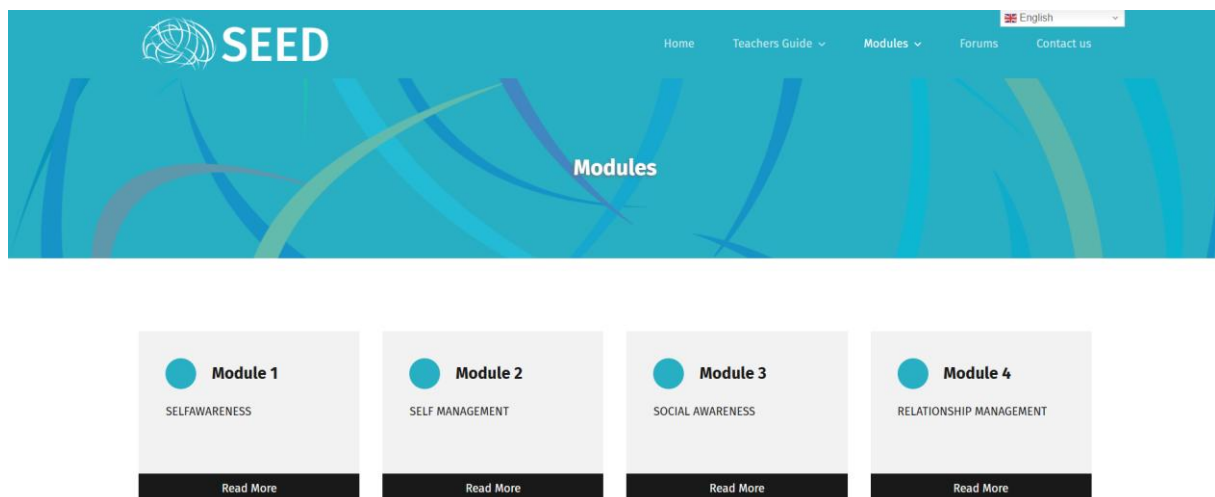 English
SEED
Home Teachers Guide Modules Forums Contact us
Modules
Module 1
SELFAWARENESS
Read More
Module 2
SELF MANAGEMENT
Read More
Module 3
SOCIAL AWARENESS
Read More
Module 4
RELATIONSHIP MANAGEMENT
Read More